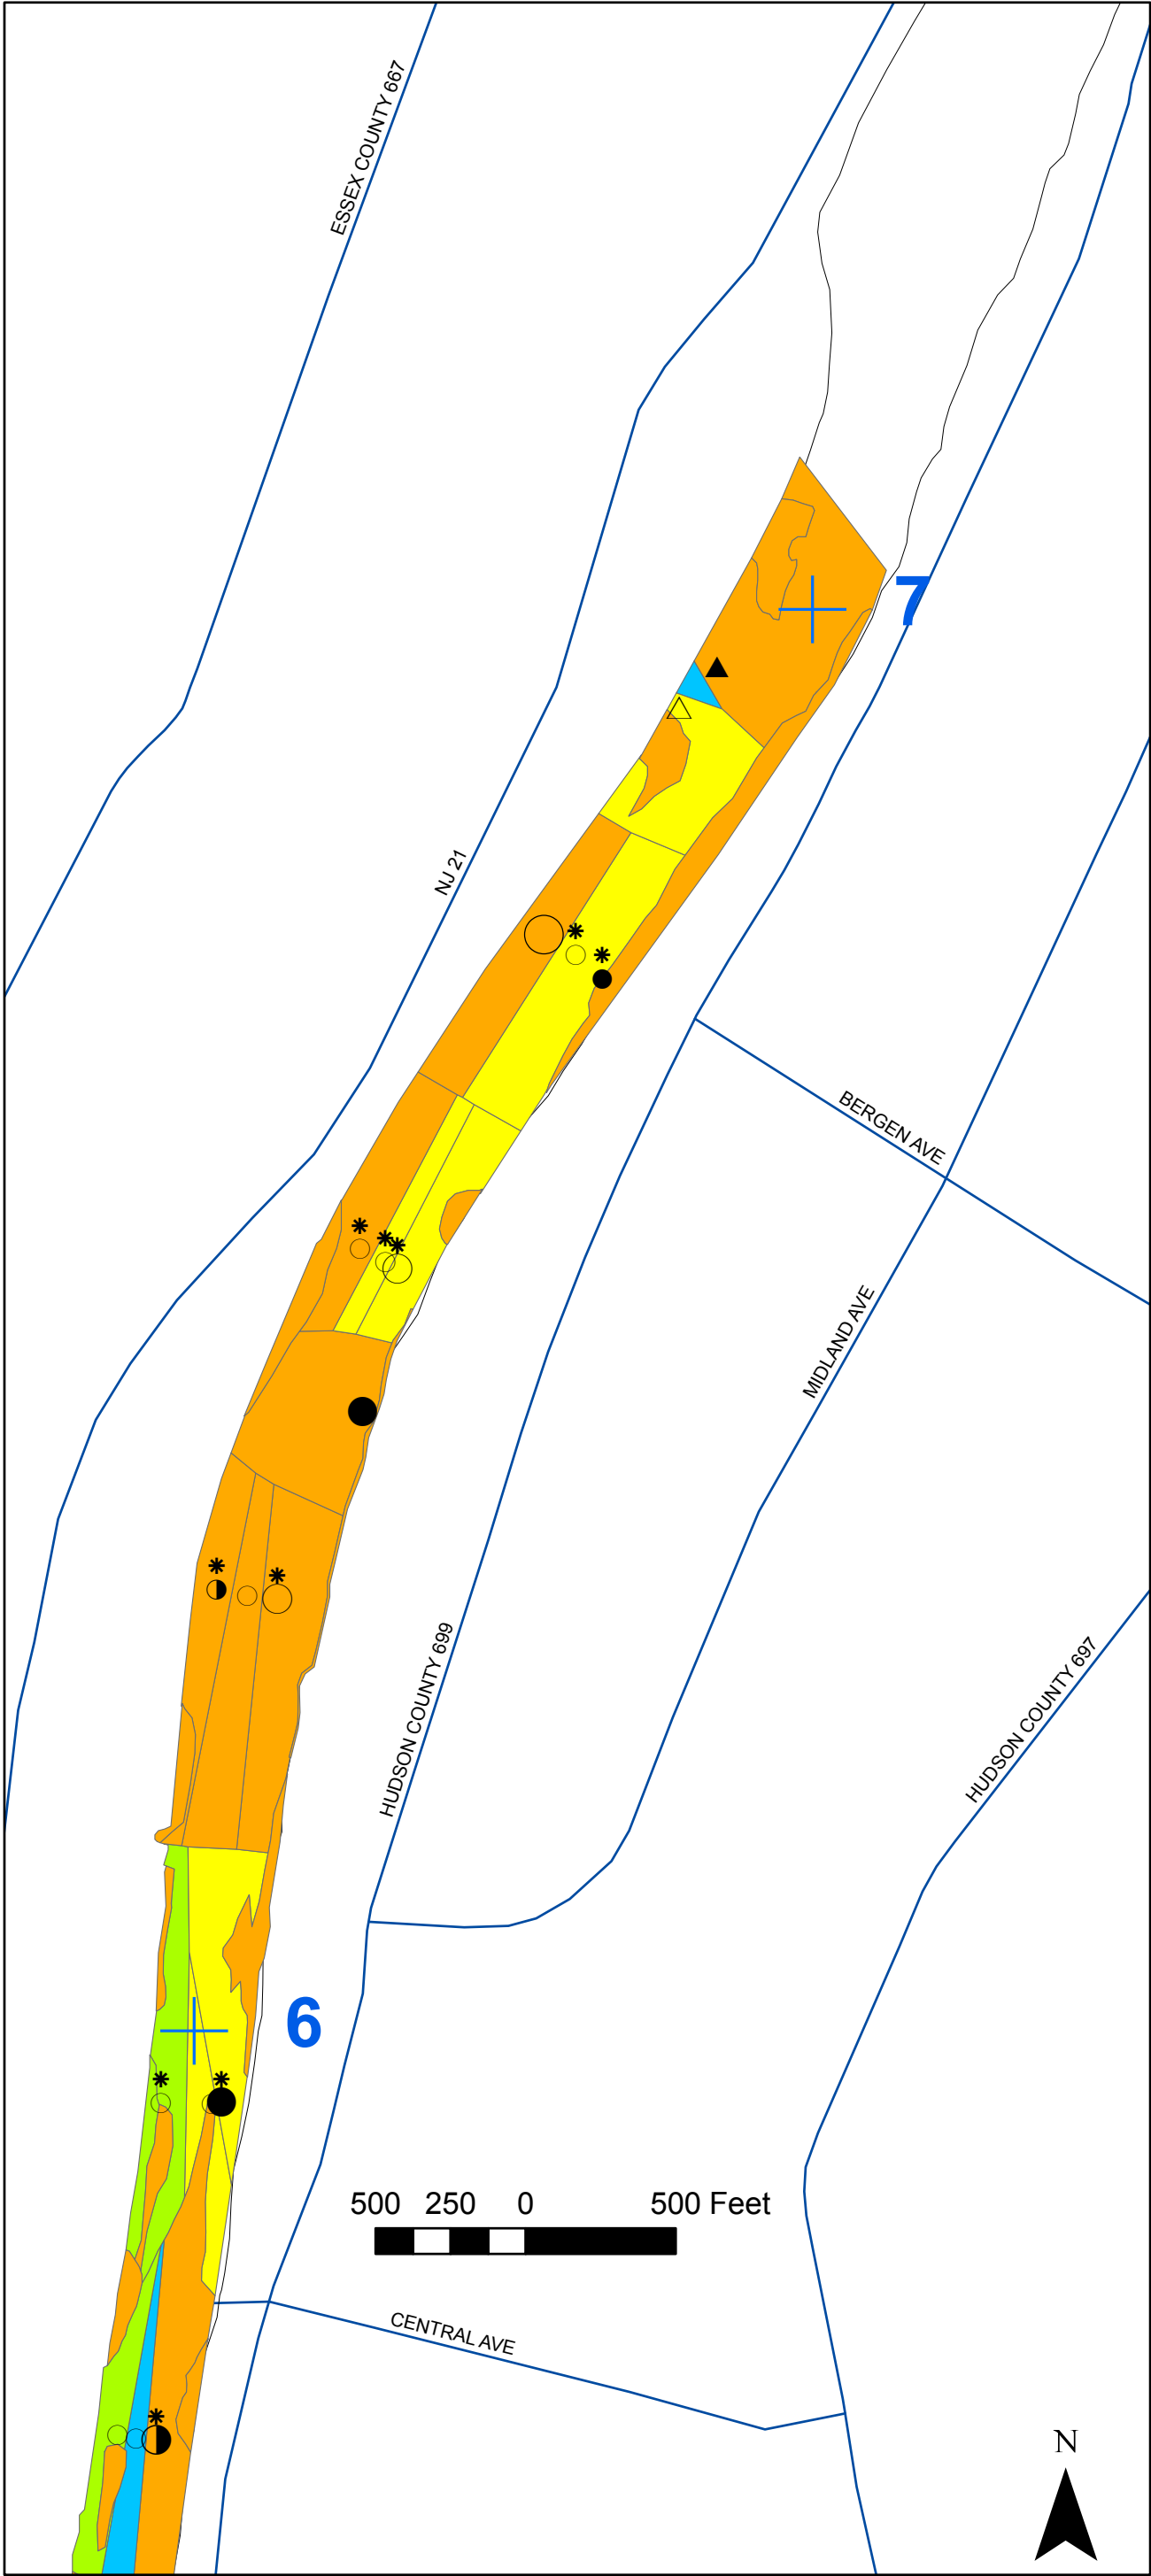 ESSEX COUNTY 667
7
NJ 21
BERGEN AVE
MIDLAND AVE
HUDSON COUNTY 699
HUDSON COUNTY 697
6
500 250 0 500 Feet
CENTRAL AVE
N